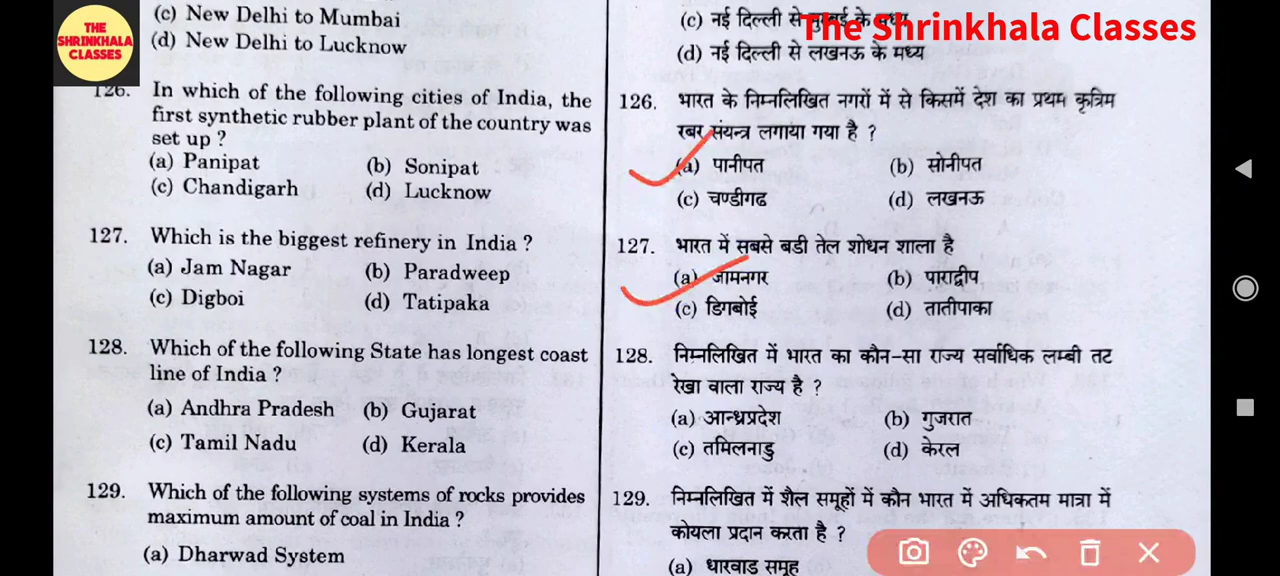 THE
SHRINKHALA
CLASSES
The Shrinkhala Classes
(c) New Delhi to Mumbai
(d) New Delhi to Lucknow
126. In which of the following cities of India, the
first synthetic rubber plant of the country was
set up ?
(a) Panipat (b) Sonipat
(c) Chandigarh (d) Lucknow
127. Which is the biggest refinery in India ?
(a) Jam Nagar (b) Paradweep
(c) Digboi (d) Tatipaka
128. Which of the following State has longest coast
line of India ?
(a) Andhra Pradesh (b) Gujarat
(c) Tamil Nadu (d) Kerala
129. Which of the following systems of rocks provides
maximum amount of coal in India ?
(a) Dharwad System
(c) नई दिल्ली से मुम्बई के मध्य
(d) नई दिल्ली से लखनऊ के मध्य
126. भारत के निम्नलिखित नगरों में से किसमें देश का प्रथम कृत्रिम
रबर संयन्त्र लगाया गया है ?
(a) पानीपत (b) सोनीपत
(c) चण्डीगढ (d) लखनऊ
127. भारत में सबसे बडी तेल शोधन शाला है
(a) जामनगर (b) पाराद्वीप
(c) डिगबोई (d) तातीपाका
128. निम्नलिखित में भारत का कौन-सा राज्य सर्वाधिक लम्बी तट
रेखा वाला राज्य है ?
(a) आन्ध्रप्रदेश (b) गुजरात
(c) तमिलनाडु (d) केरल
129. निम्नलिखित में शैल समूहों में कौन भारत में अधिकतम मात्रा में
कोयला प्रदान करता है ?
(a) धारवाड समूह